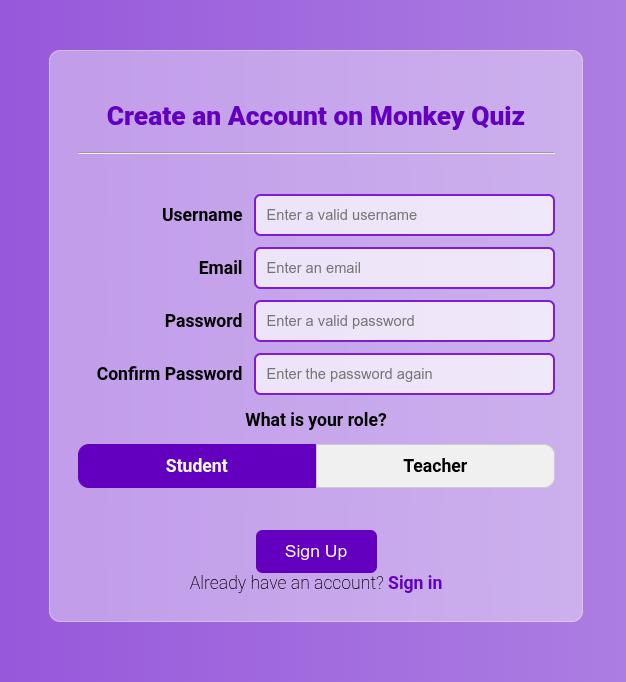 Create an Account on Monkey Quiz
Username Enter a valid username
Email Enter an email
Password Enter a valid password
Confirm Password Enter the password again
What is your role?
Student Teacher
Sign Up
Already have an account? Sign in